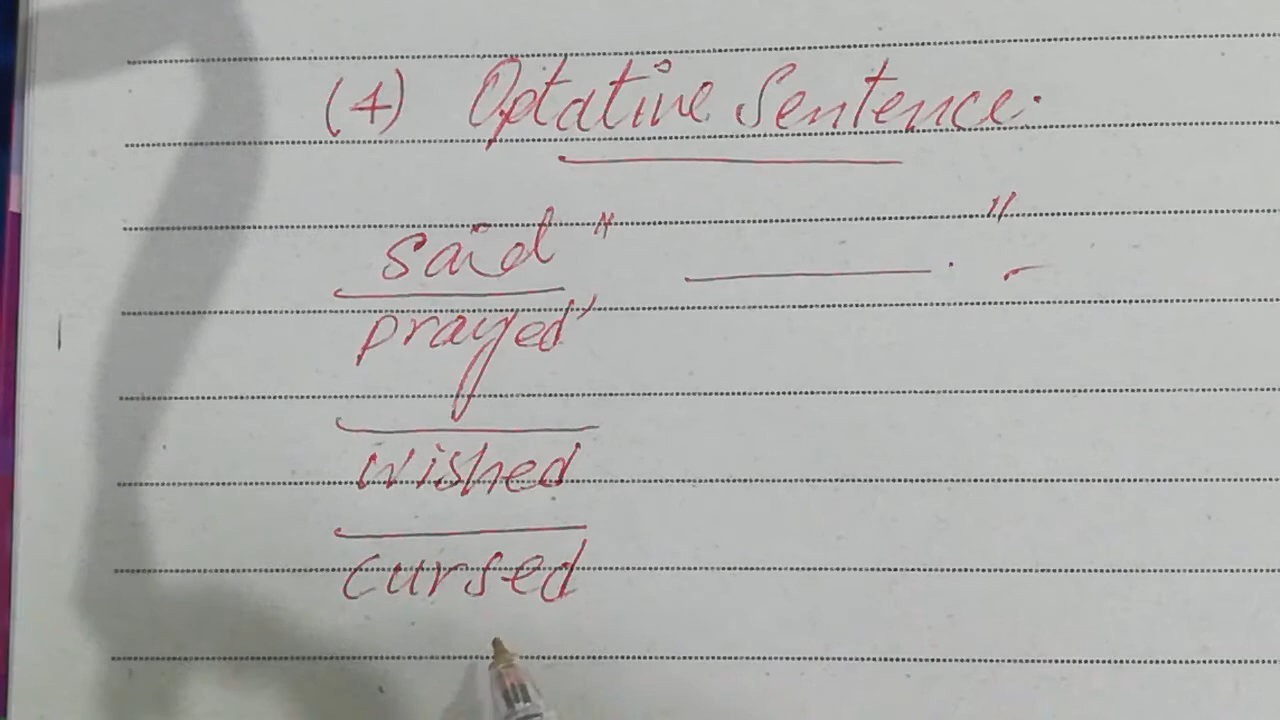 (4) Optative Sentence.
said " ______ . "
prayed
wished
cursed